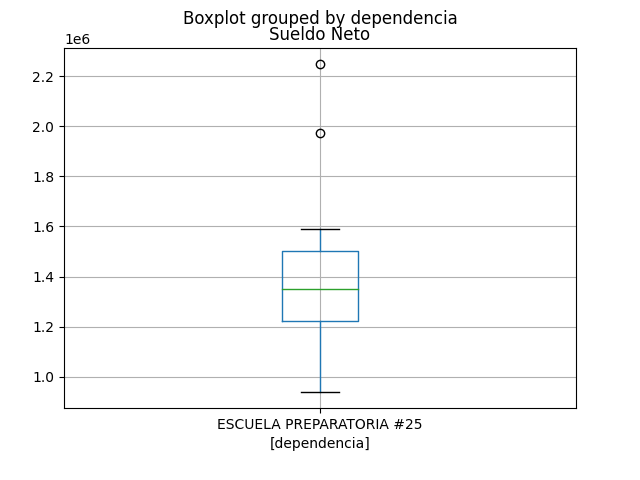 Boxplot grouped by dependencia
Sueldo Neto
1e6
2.2
2.0
1.8
1.6
1.4
1.2
1.0
ESCUELA PREPARATORIA #25
[dependencia]